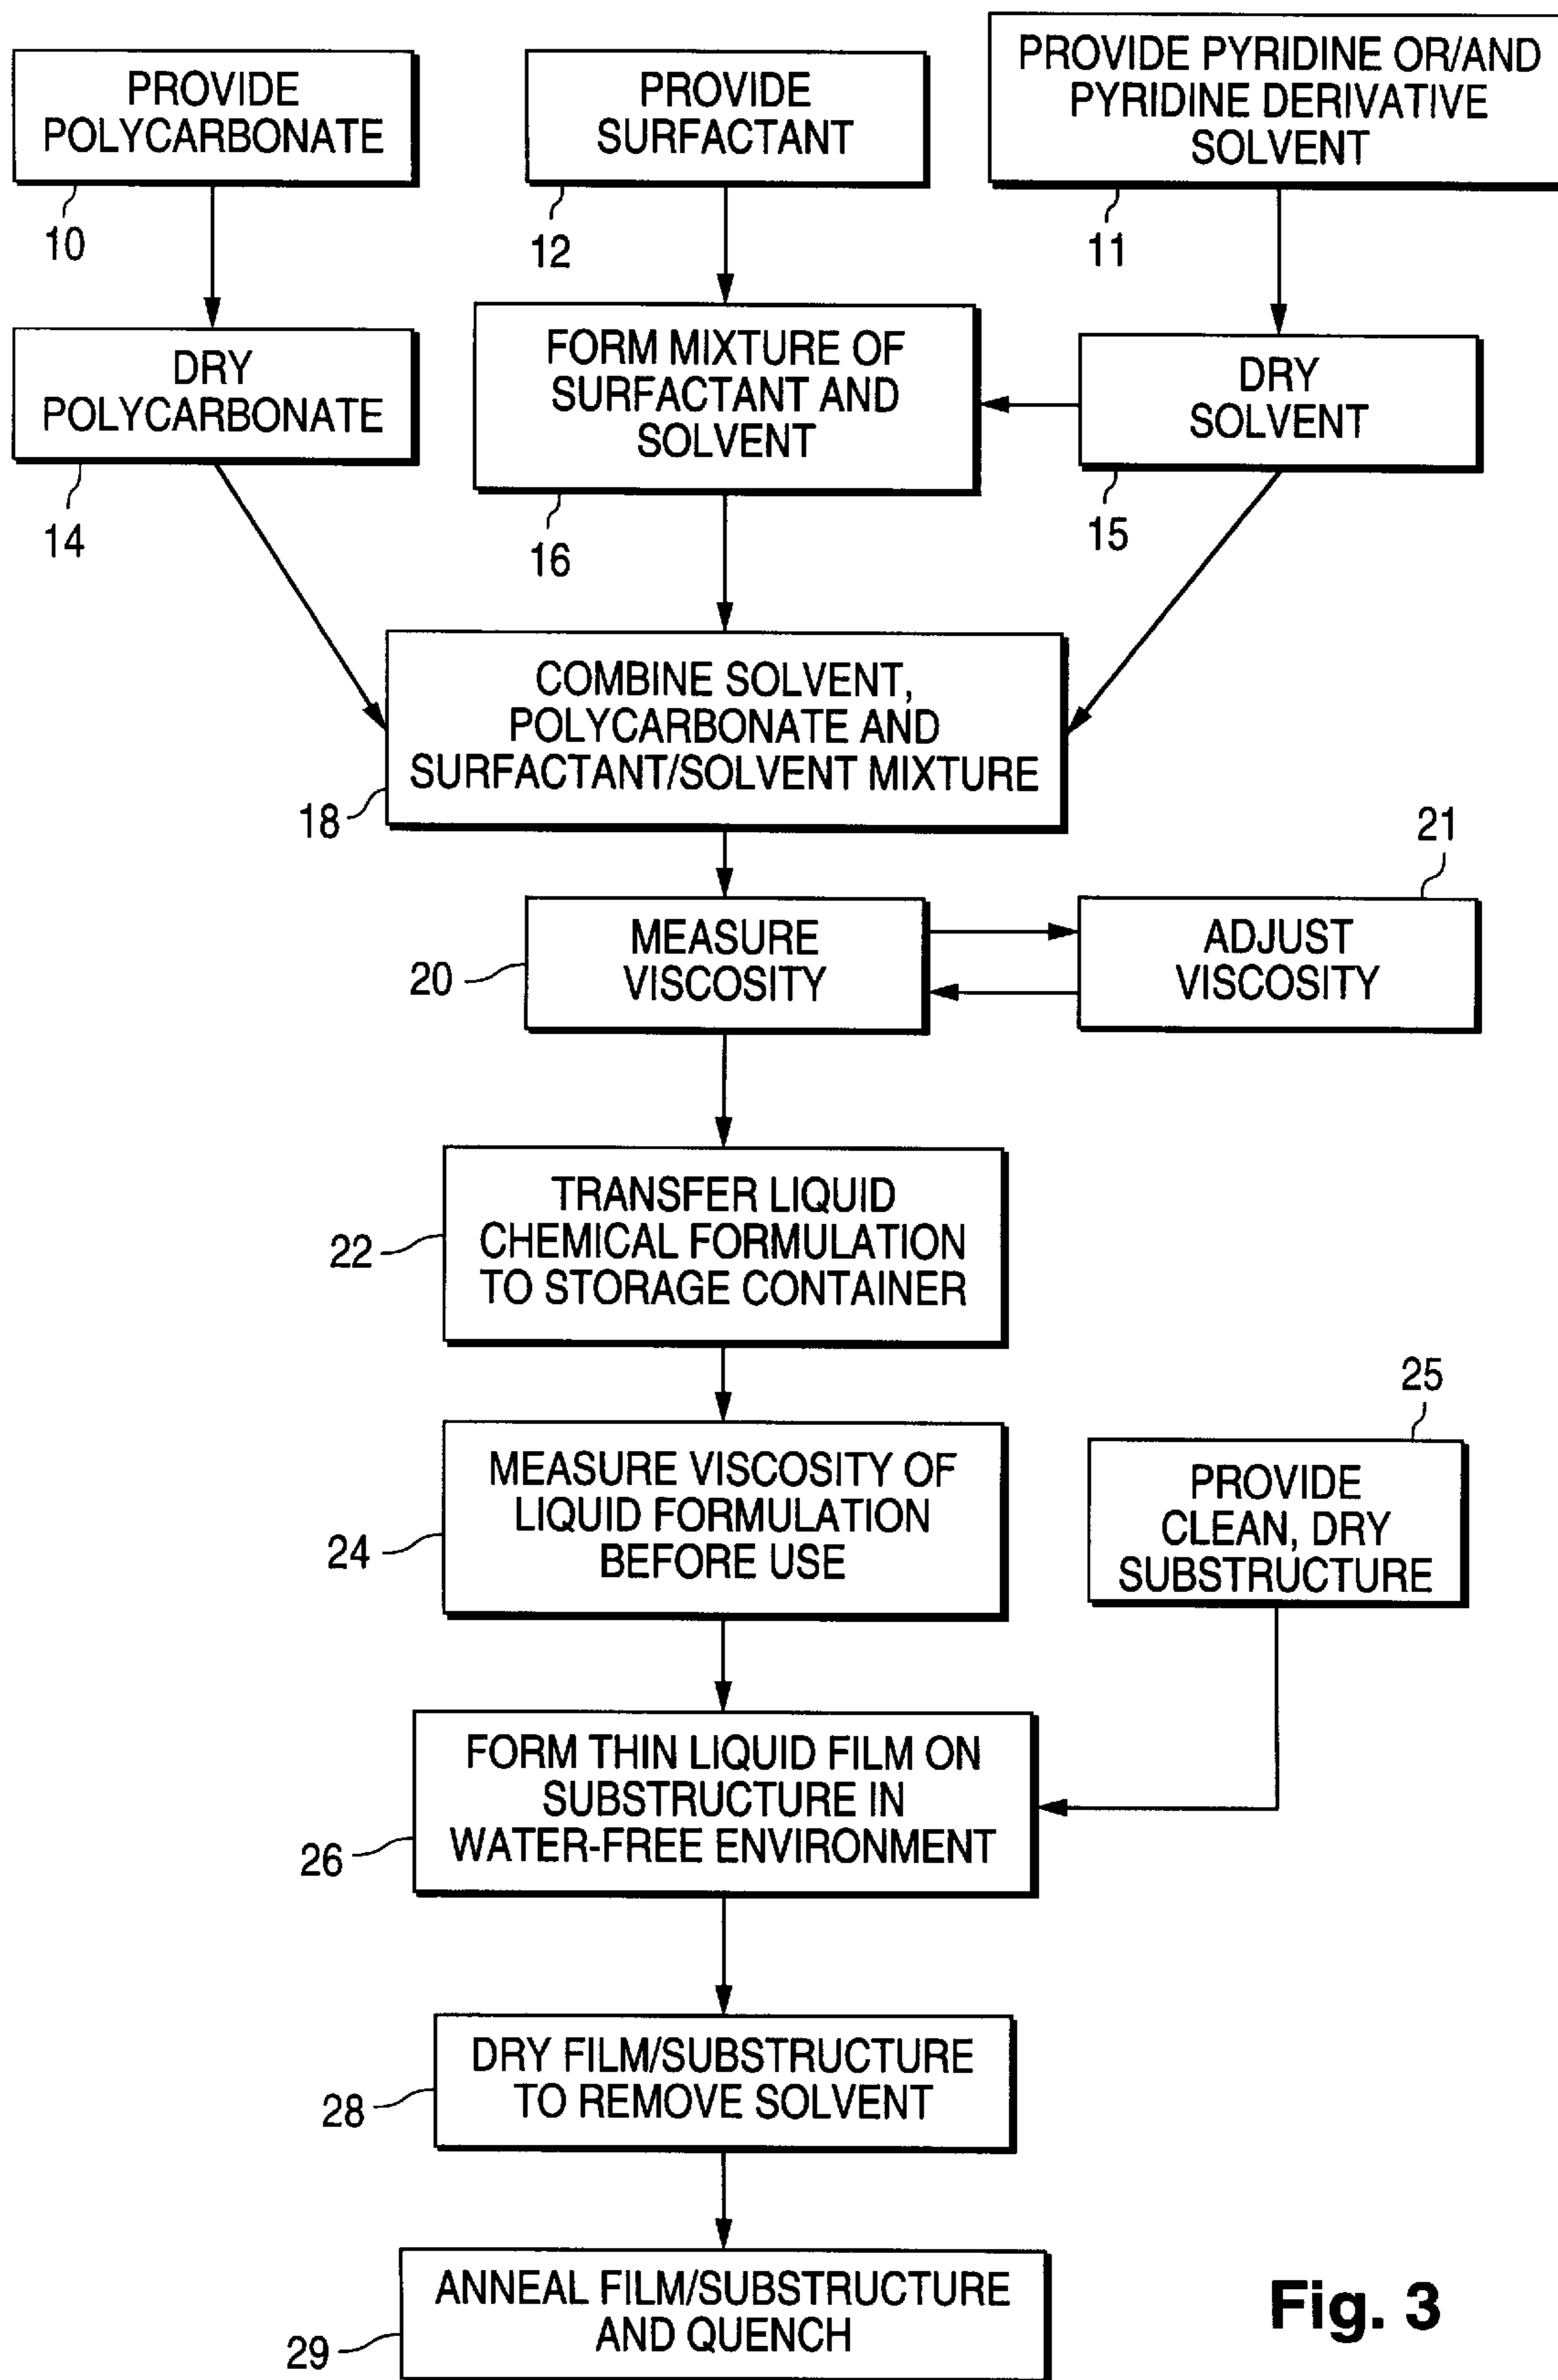 PROVIDE
POLYCARBONATE
10
PROVIDE
SURFACTANT
12
PROVIDE PYRIDINE OR/AND
PYRIDINE DERIVATIVE
SOLVENT
11
DRY
POLYCARBONATE
14
FORM MIXTURE OF
SURFACTANT AND
SOLVENT
16
DRY
SOLVENT
15
COMBINE SOLVENT,
POLYCARBONATE AND
SURFACTANT/SOLVENT MIXTURE
18
MEASURE
VISCOSITY
20
21
ADJUST
VISCOSITY
TRANSFER LIQUID
CHEMICAL FORMULATION
TO STORAGE CONTAINER
22
MEASURE VISCOSITY OF
LIQUID FORMULATION
BEFORE USE
24
25
PROVIDE
CLEAN, DRY
SUBSTRUCTURE
FORM THIN LIQUID FILM ON
SUBSTRUCTURE IN
WATER-FREE ENVIRONMENT
26
DRY FILM/SUBSTRUCTURE
TO REMOVE SOLVENT
28
ANNEAL FILM/SUBSTRUCTURE
AND QUENCH
29
Fig. 3